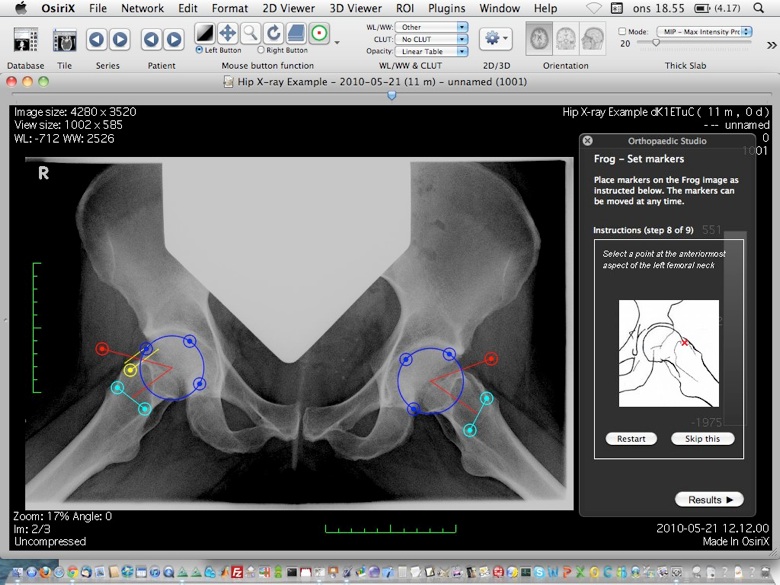 OsiriX File Network Edit Format 2D Viewer 3D Viewer ROI Plugins Window Help ons 18.55 (4.17)
WL/WW: Other
CLUT: No CLUT
Opacity: Linear Table
Mode: MIP - Max Intensity Pr
20
Left Button Right Button
Database Tile Series Patient Mouse button function WL/WW & CLUT 2D/3D Orientation Thick Slab
Hip X-ray Example - 2010-05-21 (11 m) - unnamed (1001)
Image size: 4280 x 3520
View size: 1002 x 585
WL: -712 WW: 2526
Hip X-ray Example dK1ETuC ( 11 m , 0 d )
--- unnamed
0
1001
R
Orthopaedic Studio
Frog - Set markers
Place markers on the Frog image as
instructed below. The markers can
be moved at any time.
Instructions (step 8 of 9)
551
Select a point at the anteriormost
aspect of the left femoral neck
-1975
Restart Skip this
Results
Zoom: 17% Angle: 0
Im: 2/3
Uncompressed
2010-05-21 12.12.00
Made In OsiriX